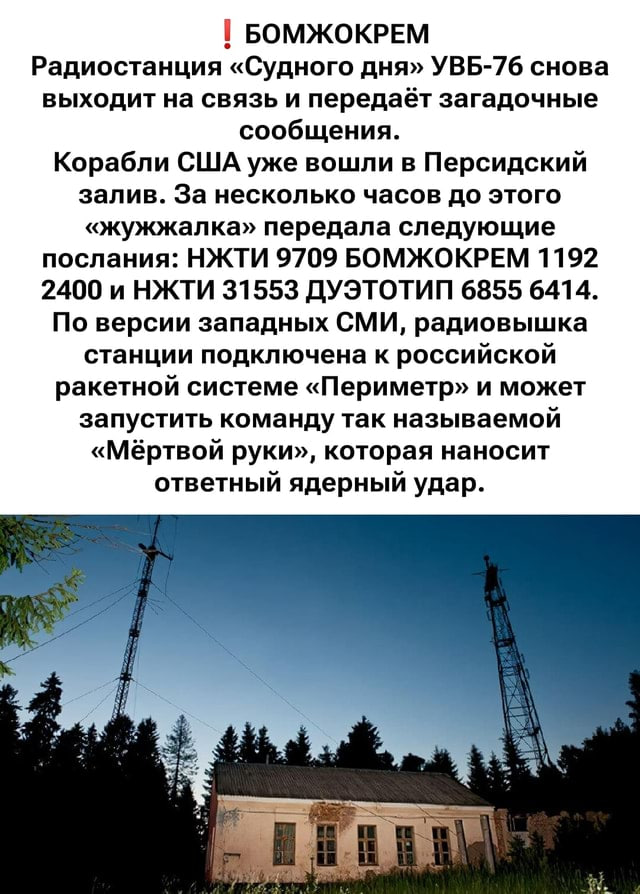 ❗БОМЖОКРЕМ
Радиостанция «Судного дня» УВБ-76 снова
выходит на связь и передаёт загадочные
сообщения.
Корабли США уже вошли в Персидский
залив. За несколько часов до этого
«жужжалка» передала следующие
послания: НЖТИ 9709 БОМЖОКРЕМ 1192
2400 и НЖТИ 31553 ДУЭТОТИП 6855 6414.
По версии западных СМИ, радиовышка
станции подключена к российской
ракетной системе «Периметр» и может
запустить команду так называемой
«Мёртвой руки», которая наносит
ответный ядерный удар.